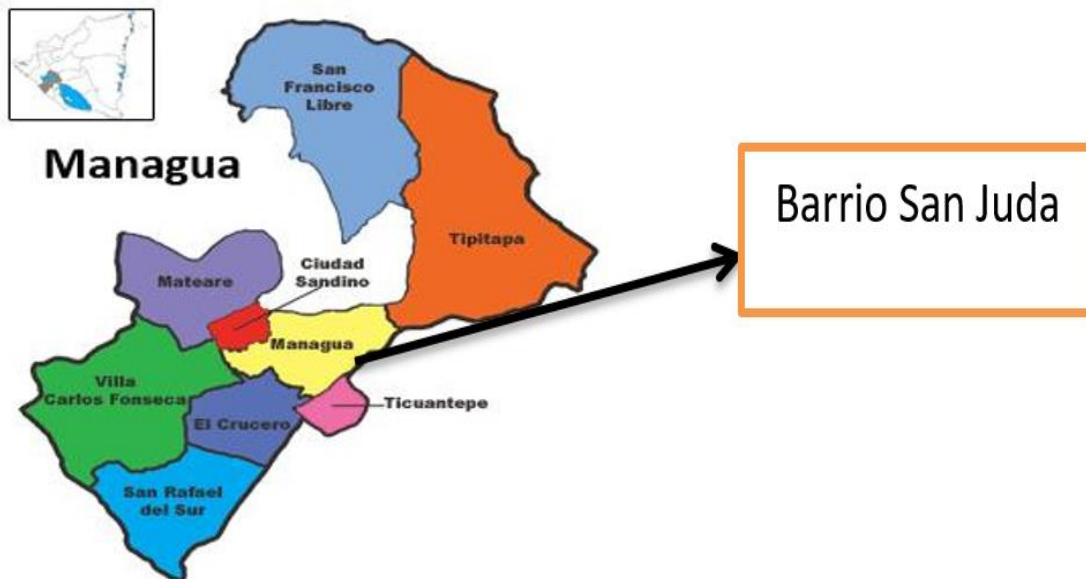 San
Francisco
Libre
Managua
Barrio San Juda
Tipitapa
Ciudad
Sandino
Mateare
Managua
Villa
Carlos Fonseca
Ticuantepe
El Crucero
San Rafael
del Sur